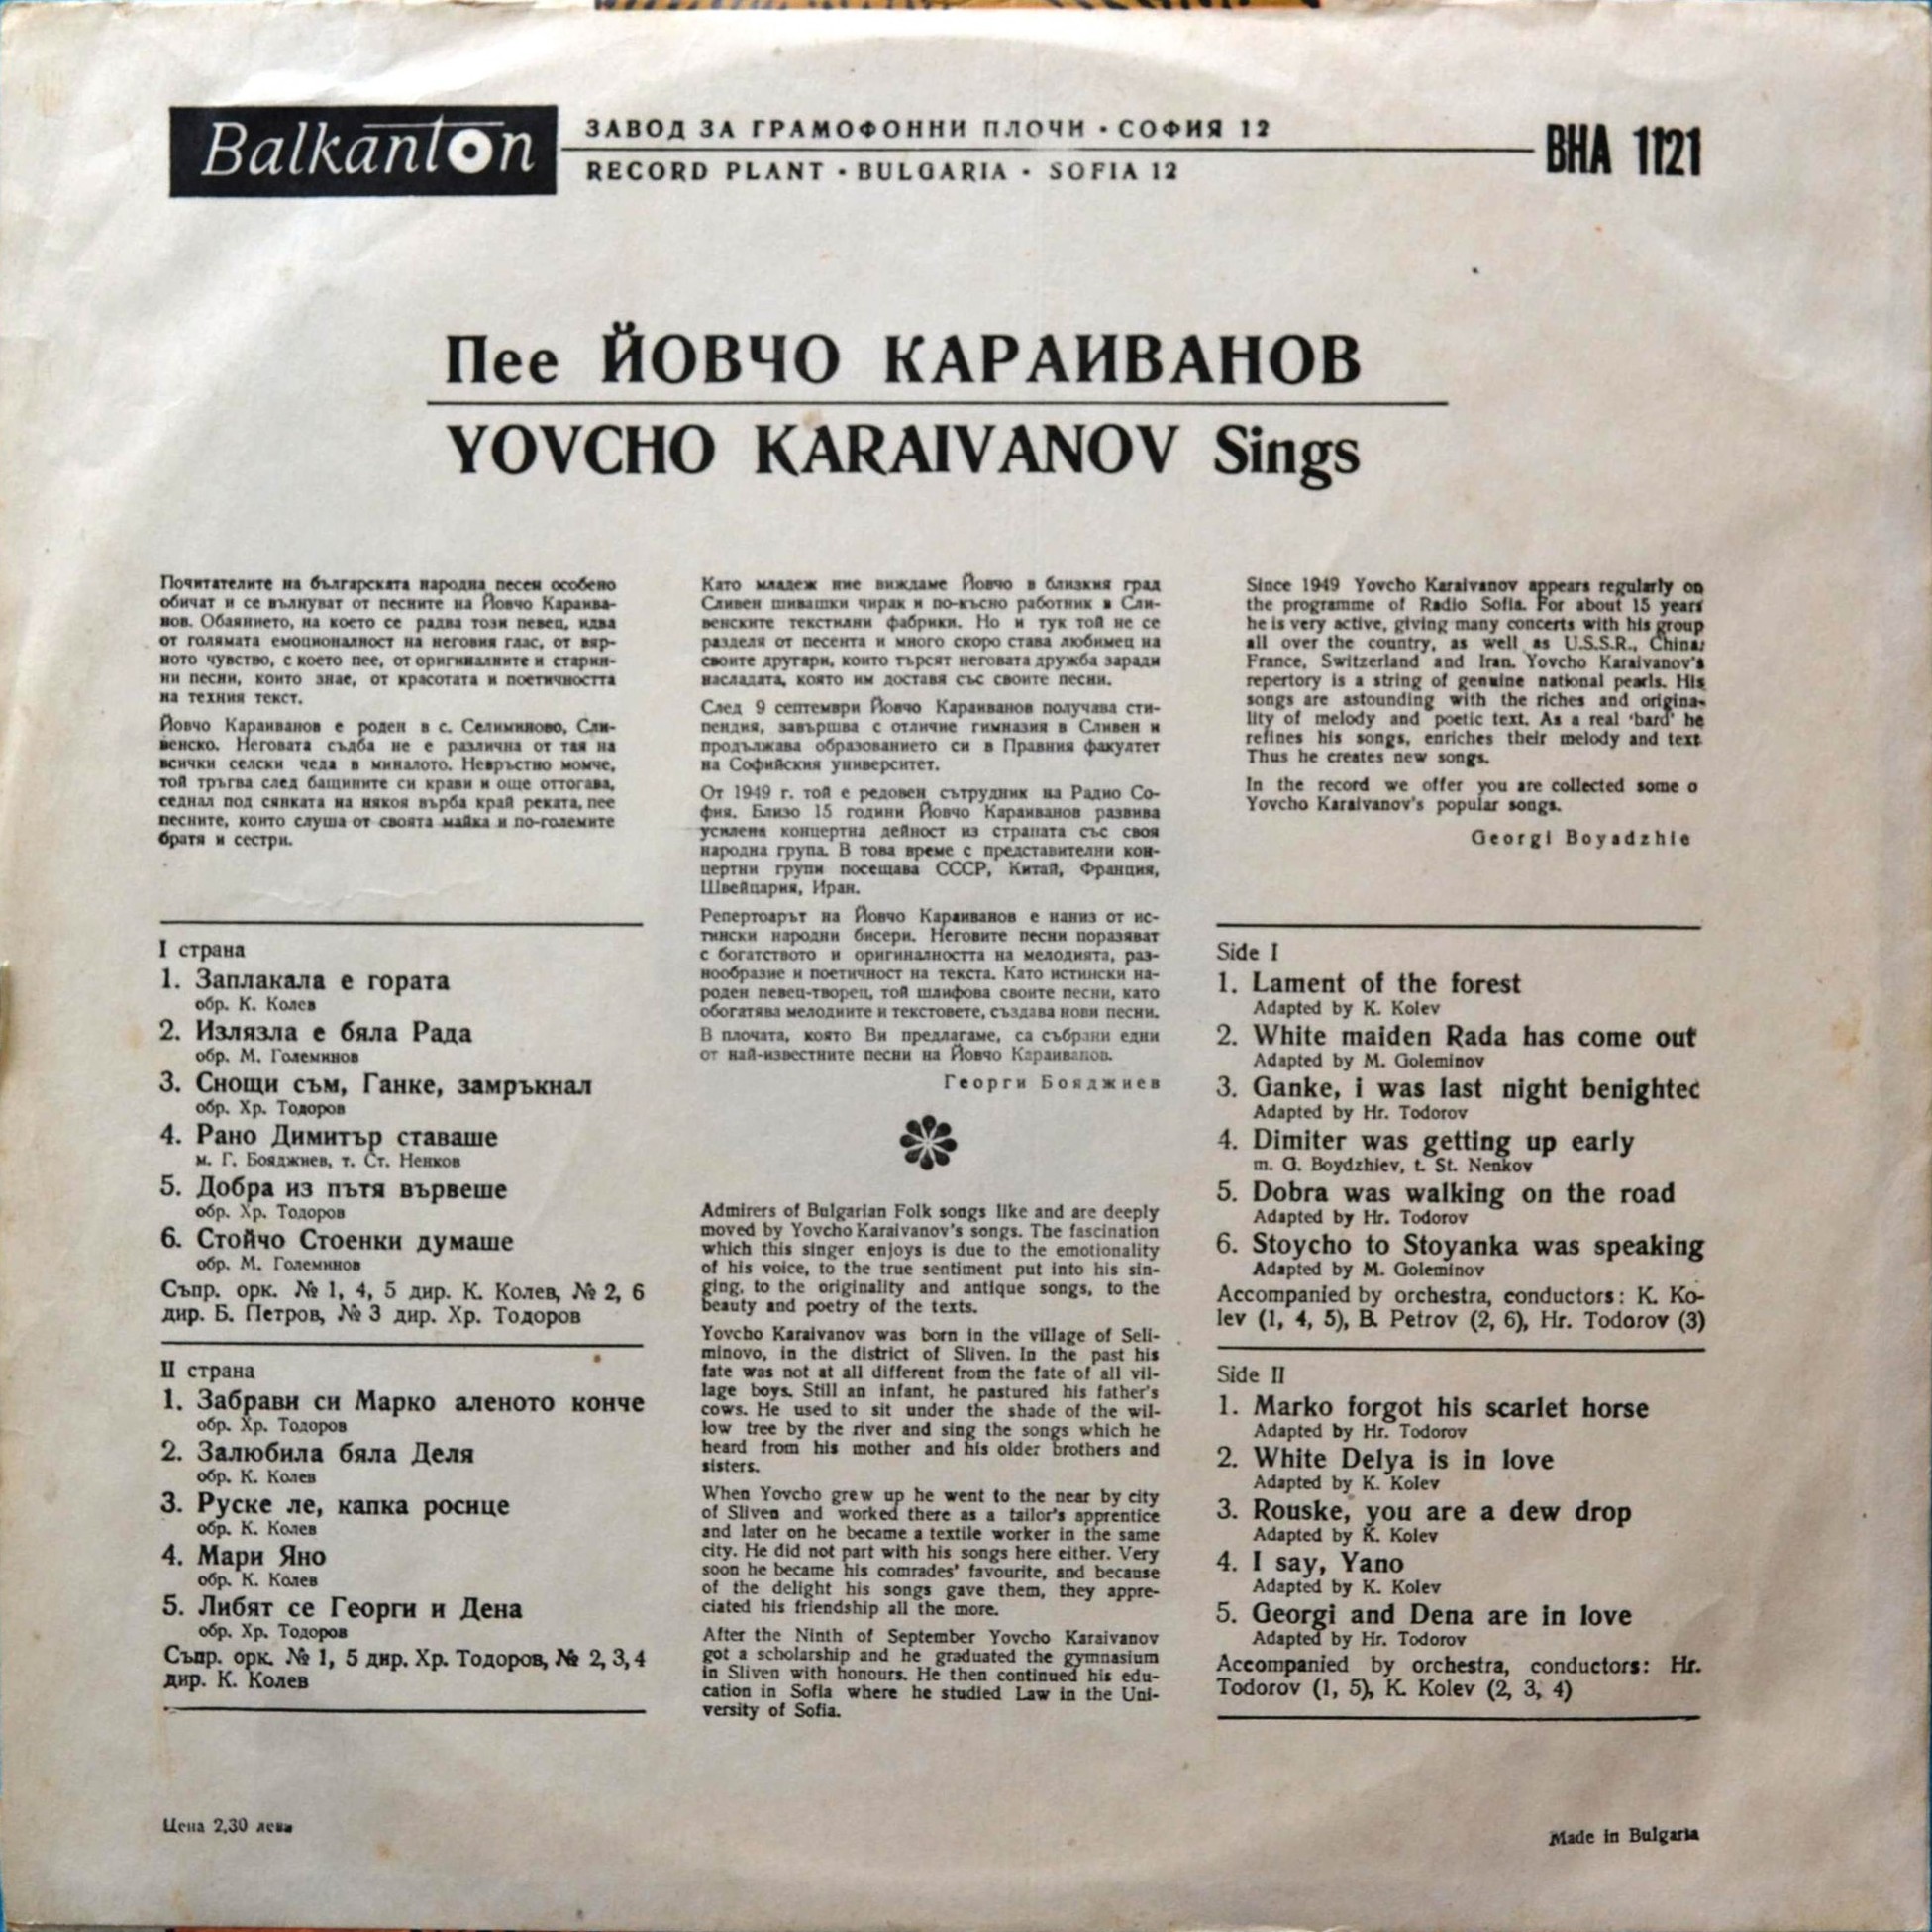 Balkanton
ЗАВОД ЗА ГРАМОФОННИ ПЛОЧИ • СОФИЯ 12
RECORD PLANT • BULGARIA • SOFIA 12
ВНА 1121
Пее ЙОВЧО КАРАИВАНОВ
YOVCHO KARAIVANOV Sings
Почитателите на българската народна песен особено
обичат и се вълнуват от песните на Йовчо Караива-
нов. Обаянието, на което се радва този певец, идва
от голямата емоционалност на неговия глас, от вяр-
ното чувство, с което пее, от оригиналните и старин-
ни песни, които знае, от красотата и поетичността
на техния текст.
Йовчо Караиванов е роден в с. Селиминово, Сли-
венско. Неговата съдба не е различна от тая на
всички селски чеда в миналото. Невръстно момче,
той тръгва след бащините си крави и още оттогава,
седнал под сянката на някоя върба край реката, пее
песните, които слуша от своята майка и по-големите
братя и сестри.
I страна
1. Заплакала е гората
обр. К. Колев
2. Излязла е бяла Рада
обр. М. Големинов
3. Снощи съм, Ганке, замръкнал
обр. Хр. Тодоров
4. Рано Димитър ставаше
м. Г. Бояджиев, т. Ст. Ненков
5. Добра из пътя вървеше
обр. Хр. Тодоров
6. Стойчо Стоенки думаше
обр. М. Големинов
Съпр. орк. № 1, 4, 5 дир. К. Колев, № 2, 6
дир. Б. Петров, № 3 дир. Хр. Тодоров
II страна
1. Забрави си Марко аленото конче
обр. Хр. Тодоров
2. Залюбила бяла Деля
обр. К. Колев
3. Руске ле, капка росице
обр. К. Колев
4. Мари Яно
обр. К. Колев
5. Либят се Георги и Дена
обр. Хр. Тодоров
Съпр. орк. № 1, 5 дир. Хр. Тодоров, № 2, 3, 4
дир. К. Колев
Цена 2,30 лева
Като младеж ние виждаме Йовчо в близкия град
Сливен шивашки чирак и по-късно работник в Сли-
венските текстилни фабрики. Но и тук той не се
разделя от песента и много скоро става любимец на
своите другари, които търсят неговата дружба заради
насладата, която им доставя със своите песни.
След 9 септември Йовчо Караиванов получава сти-
пендия, завършва с отличие гимназия в Сливен и
продължава образованието си в Правния факултет
на Софийския университет.
От 1949 г. той е редовен сътрудник на Радио Со-
фия. Близо 15 години Йовчо Караиванов развива
усилена концертна дейност из страната със своя
народна група. В това време с представителни кон-
цертни групи посещава СССР, Китай, Франция,
Швейцария, Иран.
Репертоарът на Йовчо Караиванов е наниз от ис-
тински народни бисери. Неговите песни поразяват
с богатството и оригиналността на мелодията, раз-
нообразие и поетичност на текста. Като истински на-
роден певец-творец, той шлифова своите песни, като
обогатява мелодиите и текстовете, създава нови песни.
В плочата, която Ви предлагаме, са събрани едни
от най-известните песни на Йовчо Караиванов.
Георги Бояджиев
Admirers of Bulgarian Folk songs like and are deeply
moved by Yovcho Karaivanov's songs. The fascination
which this singer enjoys is due to the emotionality
of his voice, to the true sentiment put into his sin-
ging, to the originality and antique songs, to the
beauty and poetry of the texts.
Yovcho Karaivanov was born in the village of Seli-
minovo, in the district of Sliven. In the past his
fate was not at all different from the fate of all vil-
lage boys. Still an infant, he pastured his father's
cows. He used to sit under the shade of the wil-
low tree by the river and sing the songs which he
heard from his mother and his older brothers and
sisters.
When Yovcho grew up he went to the near by city
of Sliven and worked there as a tailor's apprentice
and later on he became a textile worker in the same
city. He did not part with his songs here either. Very
soon he became his comrades' favourite, and because
of the delight his songs gave them, they appre-
ciated his friendship all the more.
After the Ninth of September Yovcho Karaivanov
got a scholarship and he graduated the gymnasium
in Sliven with honours. He then continued his edu-
cation in Sofia where he studied Law in the Uni-
versity of Sofia.
Since 1949 Yovcho Karaivanov appears regularly on
the programme of Radio Sofia. For about 15 years
he is very active, giving many concerts with his group
all over the country, as well as U.S.S.R., China,
France, Switzerland and Iran. Yovcho Karaivanov's
repertory is a string of genuine national pearls. His
songs are astounding with the riches and origina-
lity of melody and poetic text. As a real 'bard' he
refines his songs, enriches their melody and text
Thus he creates new songs.
In the record we offer you are collected some o
Yovcho Karaivanov's popular songs.
Georgi Boyadzhie
Side I
1. Lament of the forest
Adapted by K. Kolev
2. White maiden Rada has come out
Adapted by M. Goleminov
3. Ganke, i was last night benighted
Adapted by Hr. Todorov
4. Dimiter was getting up early
m. G. Boydzhiev, t. St. Nenkov
5. Dobra was walking on the road
Adapted by Hr. Todorov
6. Stoycho to Stoyanka was speaking
Adapted by M. Goleminov
Accompanied by orchestra, conductors: K. Ko-
lev (1, 4, 5), B. Petrov (2, 6), Hr. Todorov (3)
Side II
1. Marko forgot his scarlet horse
Adapted by Hr. Todorov
2. White Delya is in love
Adapted by K. Kolev
3. Rouske, you are a dew drop
Adapted by K. Kolev
4. I say, Yano
Adapted by K. Kolev
5. Georgi and Dena are in love
Adapted by Hr. Todorov
Accompanied by orchestra, conductors: Hr.
Todorov (1, 5), K. Kolev (2, 3, 4)
Made in Bulgaria